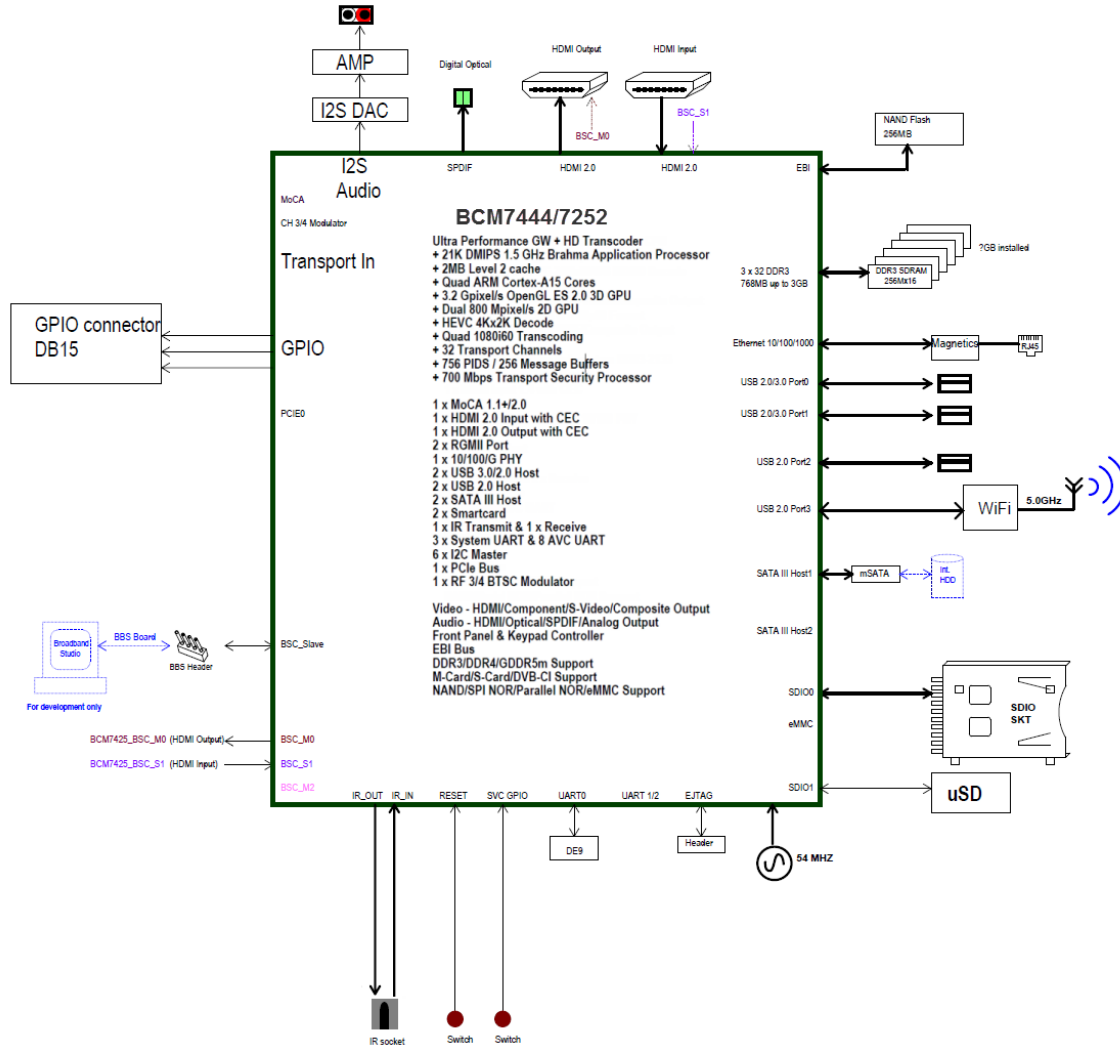 AMP
I2S DAC
Digital Optical
HDMI Output
HDMI Input
BSC_M0
BSC_S1
NAND Flash
256MB
I2S
Audio
SPDIF
HDMI 2.0
HDMI 2.0
EBI
MoCA
CH 3/4 Modulator
Transport In
GPIO connector
DB15
GPIO
PCIE0
BCM7444/7252
Ultra Performance GW + HD Transcoder
+ 21K DMIPS 1.5 GHz Brahma Application Processor
+ 2MB Level 2 cache
+ Quad ARM Cortex-A15 Cores
+ 3.2 Gpixel/s OpenGL ES 2.0 3D GPU
+ Dual 800 Mpixel/s 2D GPU
+ HEVC 4Kx2K Decode
+ Quad 1080i60 Transcoding
+ 32 Transport Channels
+ 756 PIDS / 256 Message Buffers
+ 700 Mbps Transport Security Processor
1 x MoCA 1.1+/2.0
1 x HDMI 2.0 Input with CEC
1 x HDMI 2.0 Output with CEC
2 x RGMII Port
1 x 10/100/G PHY
2 x USB 3.0/2.0 Host
2 x USB 2.0 Host
2 x SATA III Host
2 x Smartcard
1 x IR Transmit & 1 x Receive
3 x System UART & 8 AVC UART
6 x I2C Master
1 x PCIe Bus
1 x RF 3/4 BTSC Modulator
Video - HDMI/Component/S-Video/Composite Output
Audio - HDMI/Optical/SPDIF/Analog Output
Front Panel & Keypad Controller
EBI Bus
DDR3/DDR4/GDDR5m Support
M-Card/S-Card/DVB-CI Support
NAND/SPI NOR/Parallel NOR/eMMC Support
3 x 32 DDR3
768MB up to 3GB
DDR3 SDRAM
256Mx16
?GB installed
Ethernet 10/100/1000
Magnetics
RJ45
USB 2.0/3.0 Port0
USB 2.0/3.0 Port1
USB 2.0 Port2
USB 2.0 Port3
WiFi
5.0GHz
SATA III Host1
mSATA
Int.
HDD
SATA III Host2
SDIO0
SDIO
SKT
eMMC
SDIO1
uSD
Broadband
Studio
BBS Board
BBS Header
For development only
BSC_Slave
BCM7425_BSC_M0 (HDMI Output)
BSC_M0
BCM7425_BSC_S1 (HDMI Input)
BSC_S1
BSC_M2
IR_OUT
IR_IN
RESET
SVC GPIO
UART0
UART 1/2
EJTAG
DE9
Header
54 MHZ
IR socket
Switch
Switch